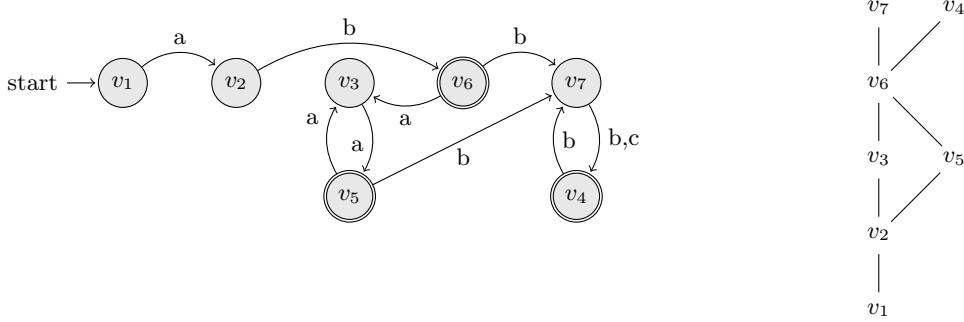 v₇ v₄
b b
a
start v₁ v₂ v₃ v₆ v₇ v₆
a a
a b b,c
b
v₃ v₅
v₅ v₄
v₂
v₁